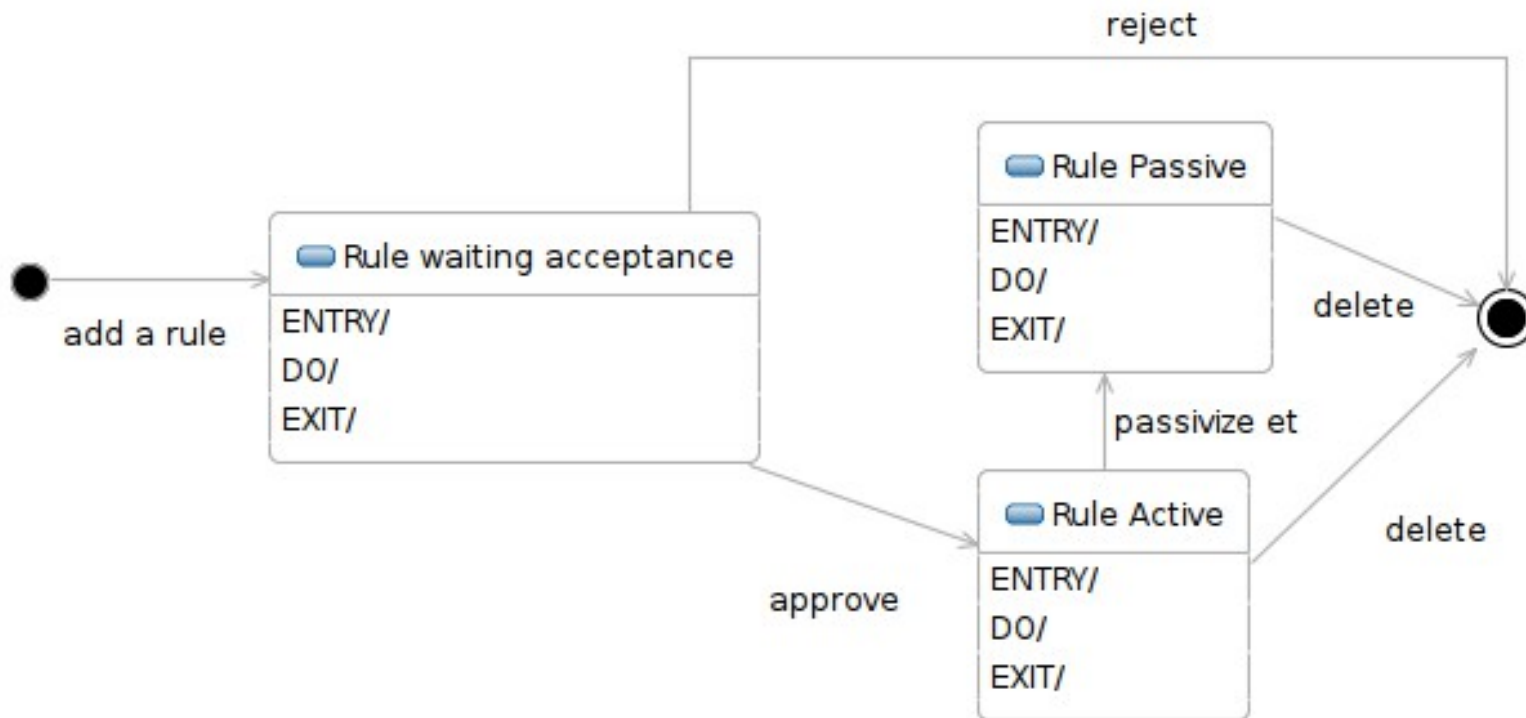 reject
Rule Passive
ENTRY/
DO/
EXIT/
Rule waiting acceptance
ENTRY/
DO/
EXIT/
add a rule
delete
passivize et
Rule Active
ENTRY/
DO/
EXIT/
delete
approve